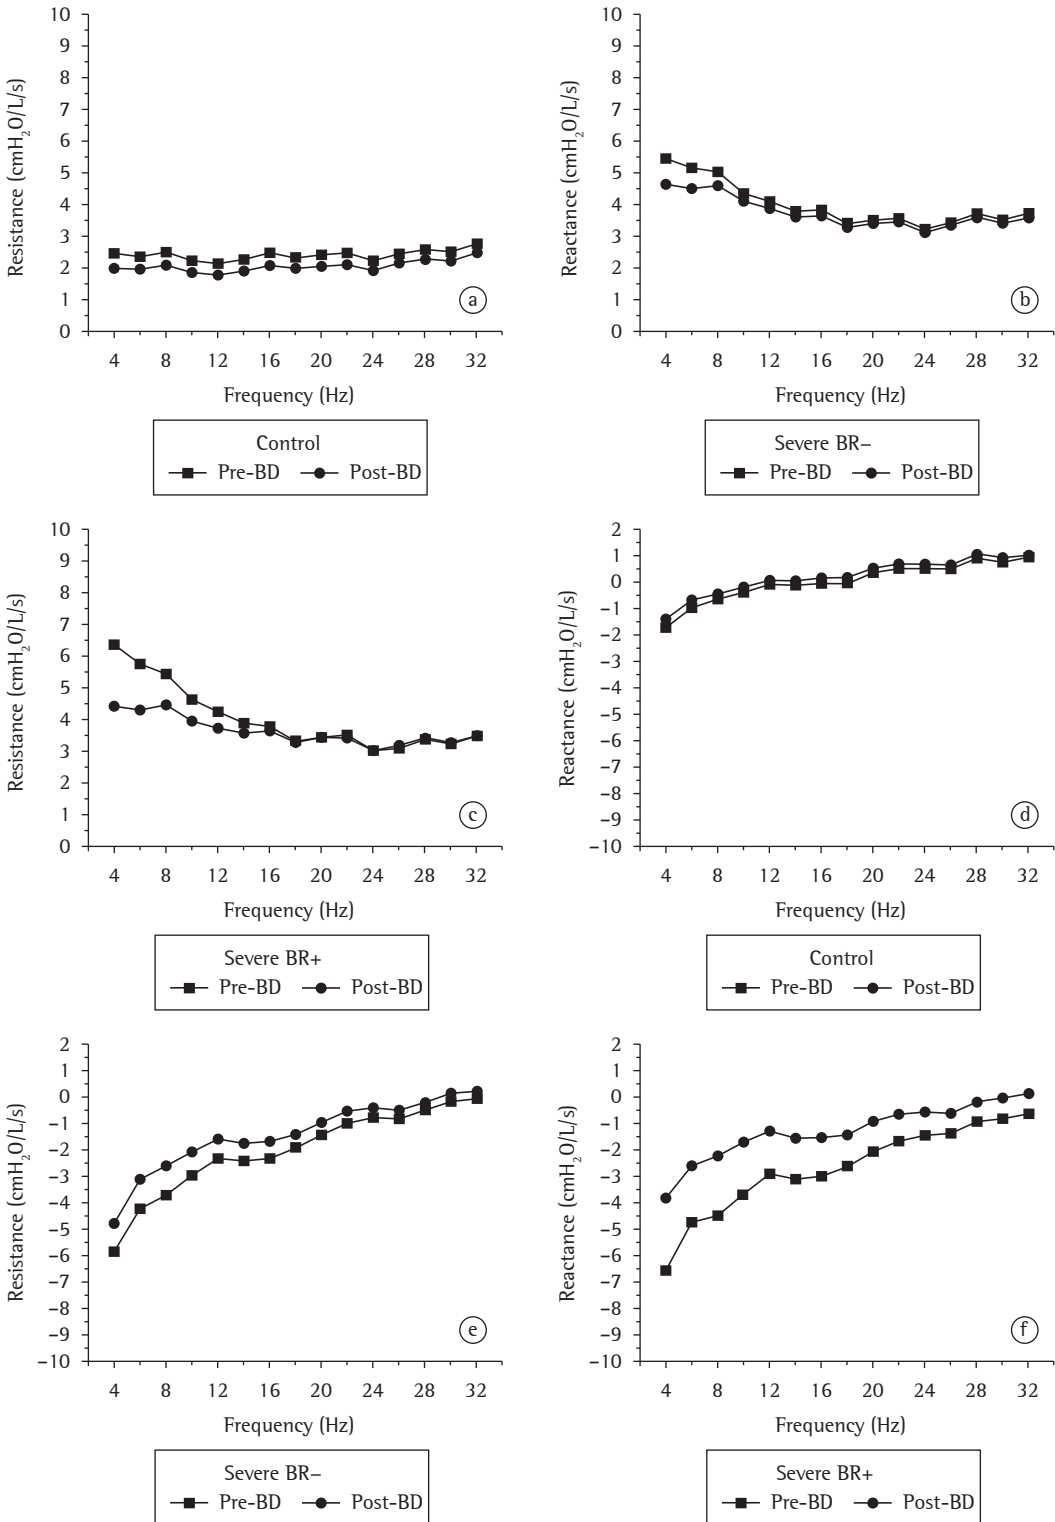 Resistance (cmH2O/L/s)
10
9
8
7
6
5
4
3
2
1
0
4 8 12 16 20 24 28 32
Frequency (Hz)
a
Control
Pre-BD Post-BD
Reactance (cmH2O/L/s)
10
9
8
7
6
5
4
3
2
1
0
4 8 12 16 20 24 28 32
Frequency (Hz)
b
Severe BR–
Pre-BD Post-BD
Resistance (cmH2O/L/s)
10
9
8
7
6
5
4
3
2
1
0
4 8 12 16 20 24 28 32
Frequency (Hz)
c
Severe BR+
Pre-BD Post-BD
Reactance (cmH2O/L/s)
2
1
0
–1
–2
–3
–4
–5
–6
–7
–8
–9
–10
4 8 12 16 20 24 28 32
Frequency (Hz)
d
Control
Pre-BD Post-BD
Resistance (cmH2O/L/s)
2
1
0
–1
–2
–3
–4
–5
–6
–7
–8
–9
–10
4 8 12 16 20 24 28 32
Frequency (Hz)
e
Severe BR–
Pre-BD Post-BD
Reactance (cmH2O/L/s)
2
1
0
–1
–2
–3
–4
–5
–6
–7
–8
–9
–10
4 8 12 16 20 24 28 32
Frequency (Hz)
f
Severe BR+
Pre-BD Post-BD